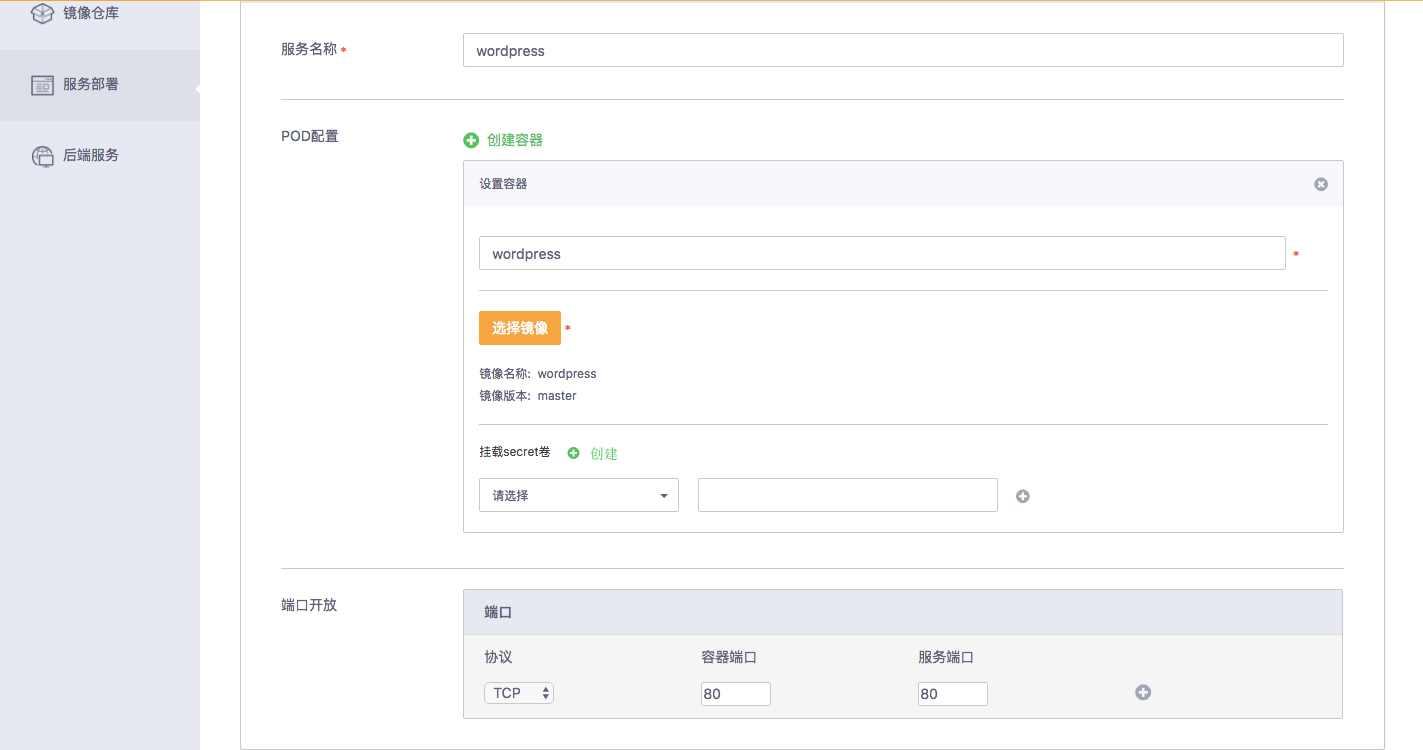 镜像仓库
服务部署
后端服务
服务名称 *
wordpress
POD配置
创建容器
设置容器
wordpress
*
选择镜像 *
镜像名称: wordpress
镜像版本: master
挂载secret卷 创建
请选择
端口开放
端口
协议 容器端口 服务端口
TCP 80 80